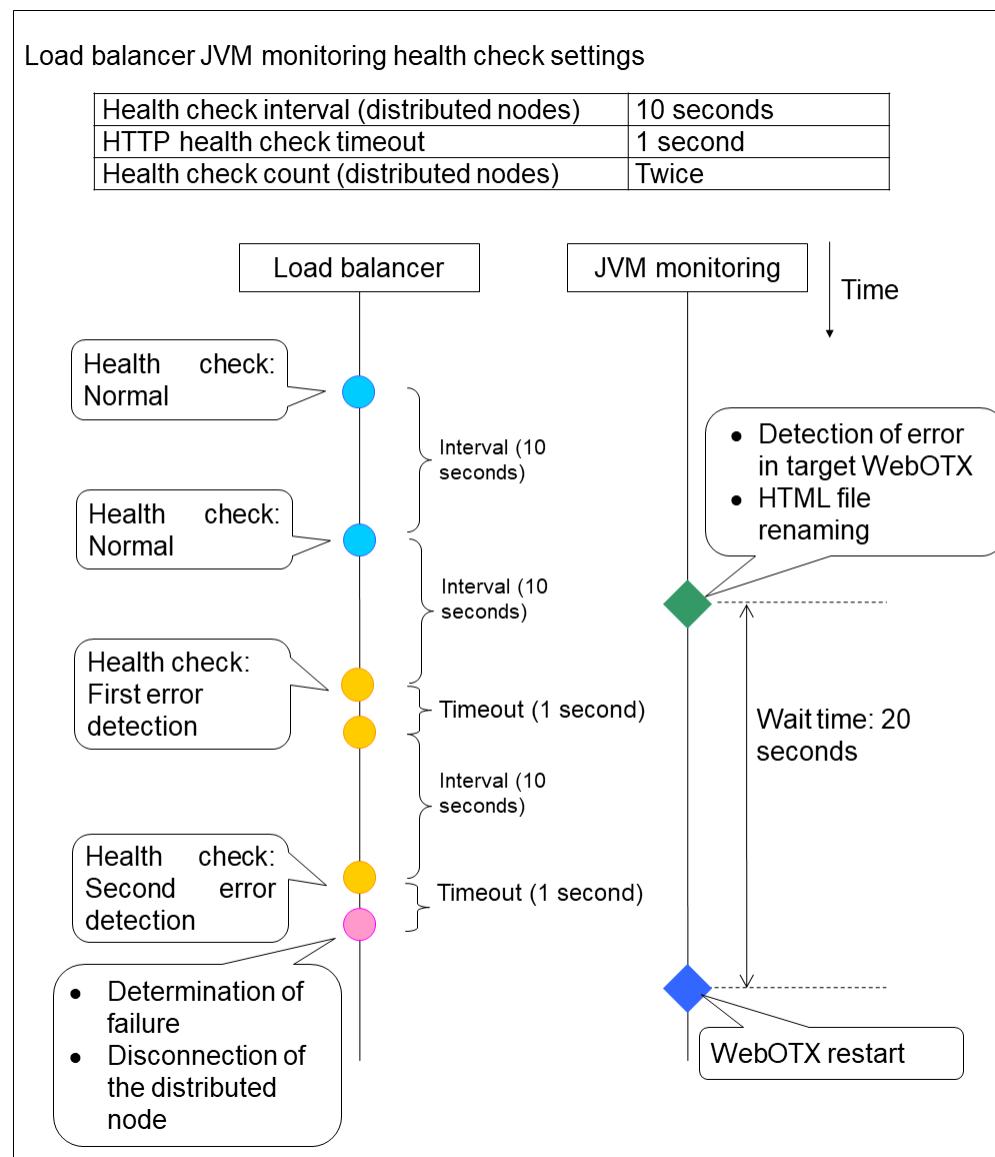 Load balancer JVM monitoring health check settings
Health check interval (distributed nodes) 10 seconds
HTTP health check timeout 1 second
Health check count (distributed nodes) Twice
Load balancer
JVM monitoring
Time
Health check:
Normal
Interval (10
seconds)
● Detection of error
in target WebOTX
● HTML file
renaming
Health check:
Normal
Interval (10
seconds)
Health check:
First error
detection
Timeout (1 second)
Wait time: 20
seconds
Interval (10
seconds)
Health check:
Second error
detection
Timeout (1 second)
● Determination of
failure
● Disconnection of
the distributed
node
WebOTX restart